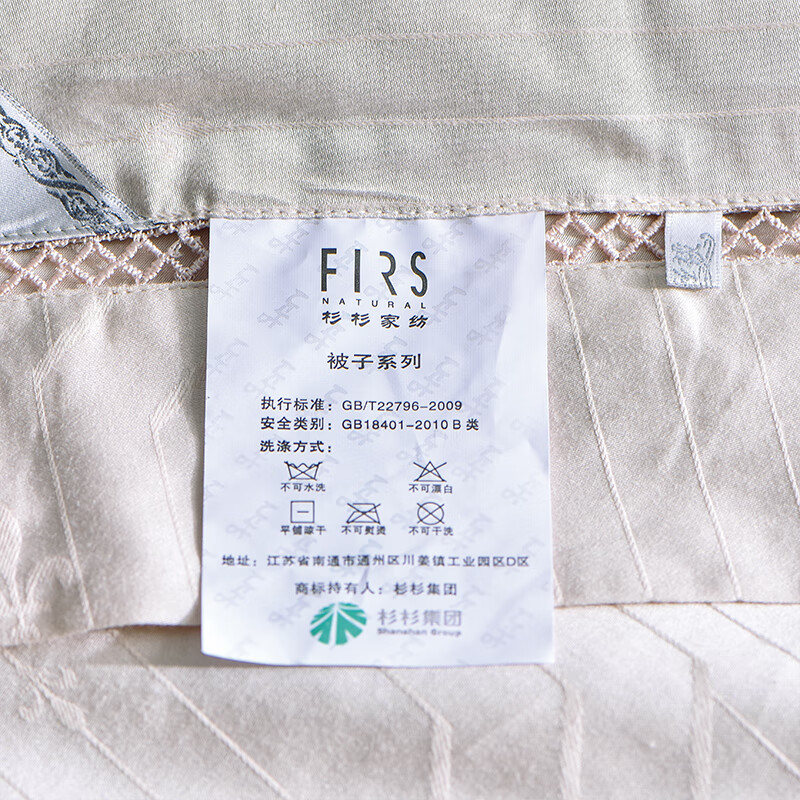 FIRS
NATURAL
杉杉家纺
被子系列
执行标准：GB/T22796-2009
安全类别：GB18401-2010 B 类
洗涤方式：
不可水洗 不可漂白
平铺晾干 不可熨烫 不可干洗
地址：江苏省南通市通州区川姜镇工业园区D区
商标持有人：杉杉集团
杉杉集团
Shanshan Group